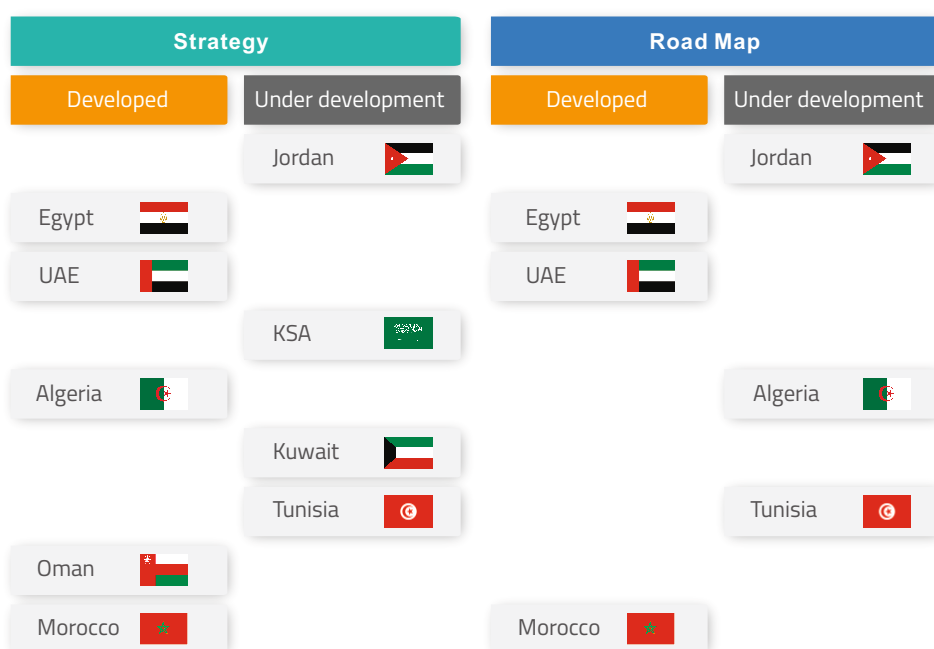 Strategy
Road Map
Developed
Under development
Developed
Under development
Jordan
Jordan
Egypt
Egypt
UAE
UAE
KSA
Algeria
Algeria
Kuwait
Tunisia
Tunisia
Oman
Morocco
Morocco